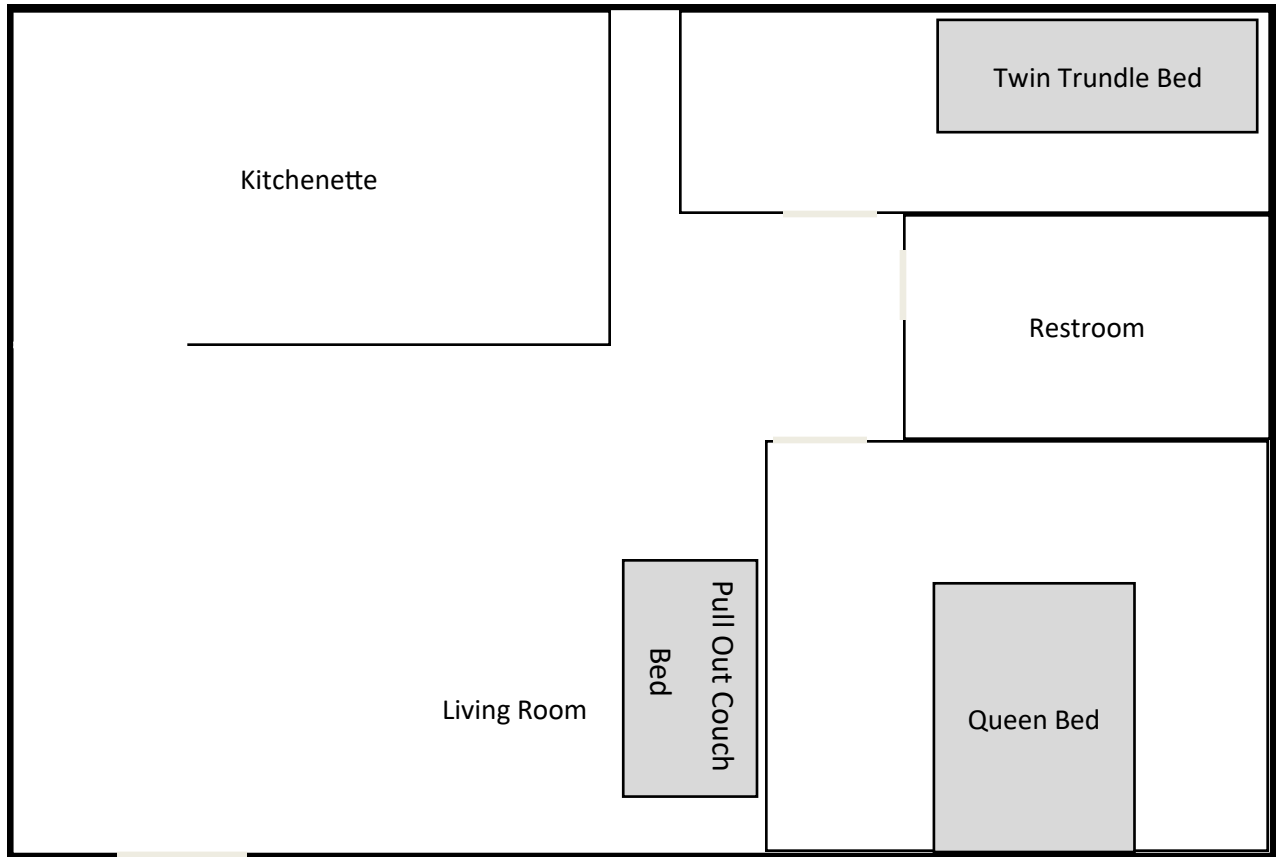 Twin Trundle Bed
Kitchenette
Restroom
Pull Out Couch
Bed
Living Room
Queen Bed